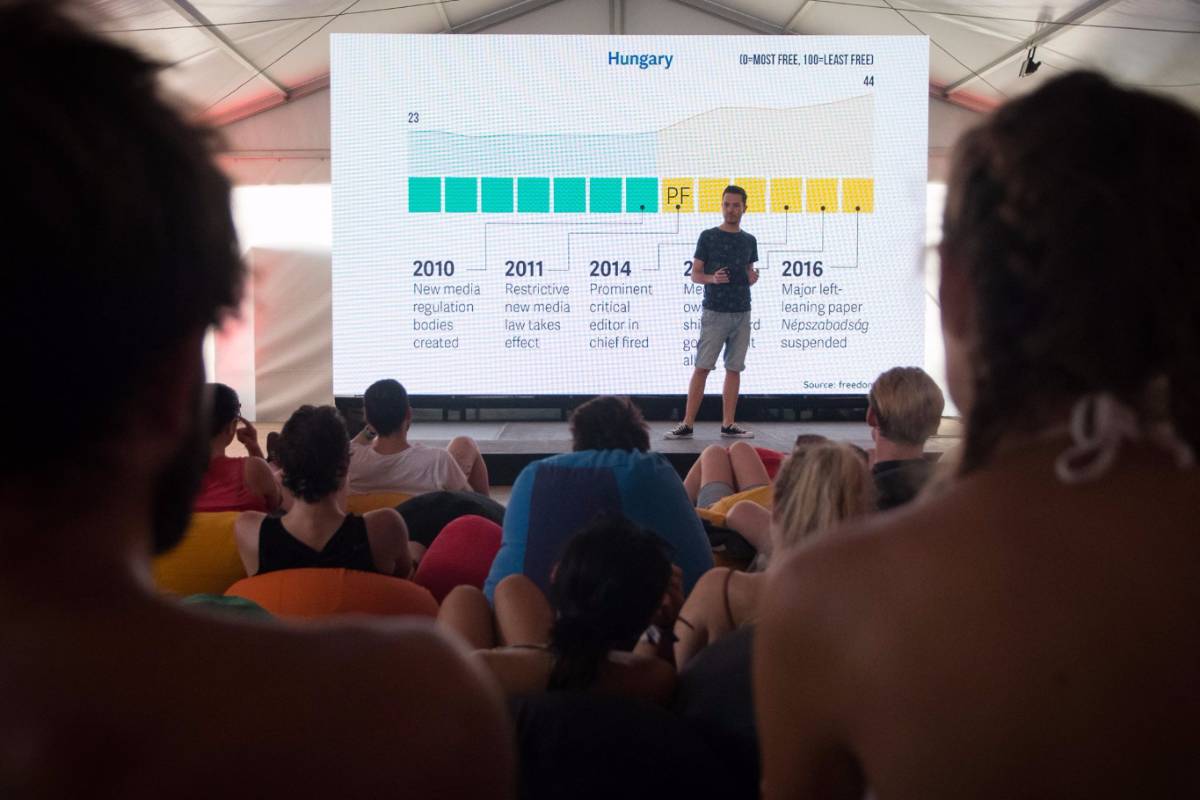 Hungary
(0=MOST FREE, 100=LEAST FREE)
44
23
PF
2010
New media
regulation
bodies
created
2011
Restrictive
new media
law takes
effect
2014
Prominent
critical
editor in
chief fired
2016
Major left-
leaning paper
Népszabadság
suspended
Source: